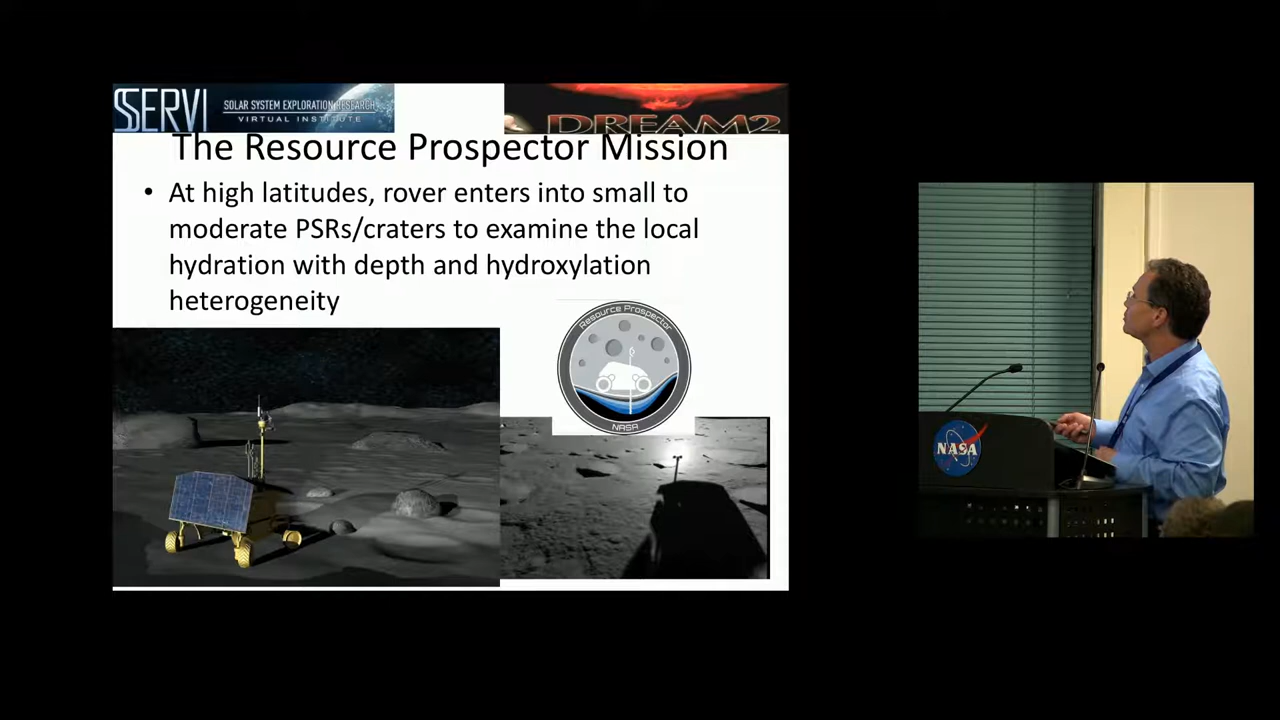 SSERVI
SOLAR SYSTEM EXPLORATION RESEARCH
VIRTUAL INSTITUTE
DREAM2
The Resource Prospector Mission
• At high latitudes, rover enters into small to
moderate PSRs/craters to examine the local
hydration with depth and hydroxylation
heterogeneity
Resource Prospector
NASA
NASA